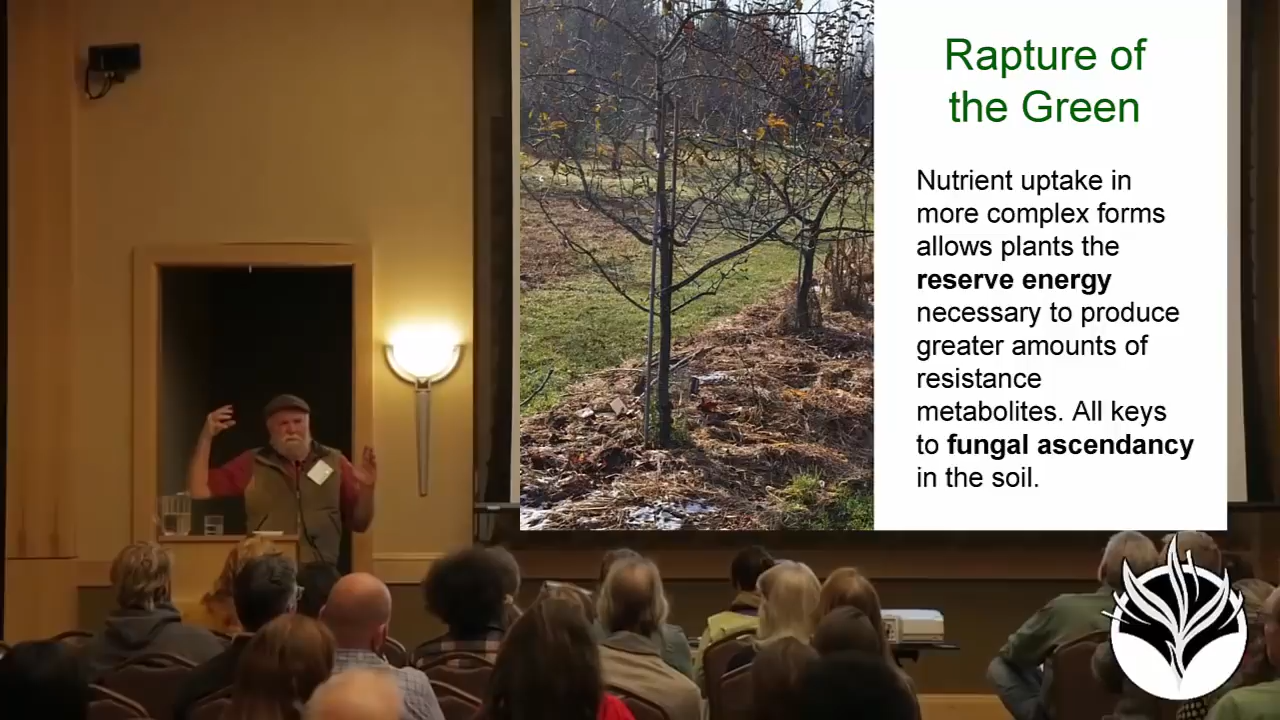 Rapture of
the Green
Nutrient uptake in
more complex forms
allows plants the
reserve energy
necessary to produce
greater amounts of
resistance
metabolites. All keys
to fungal ascendancy
in the soil.